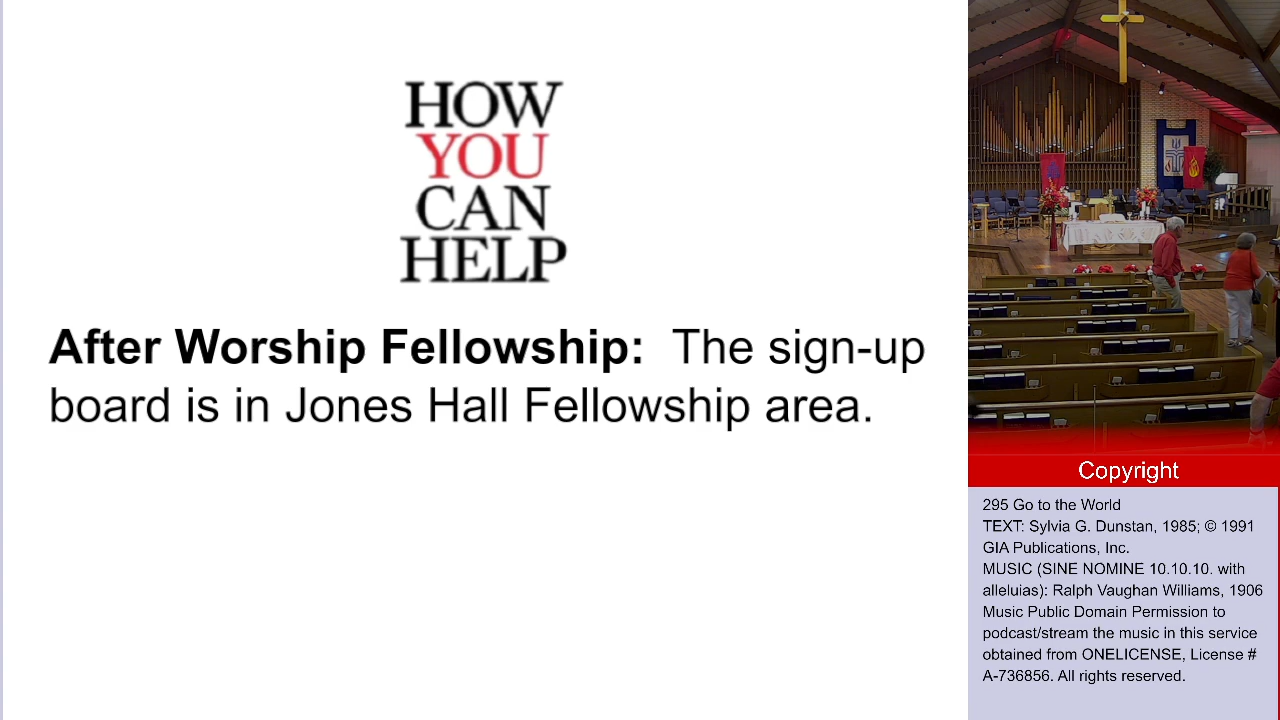 HOW
YOU
CAN
HELP
After Worship Fellowship: The sign-up
board is in Jones Hall Fellowship area.
Copyright
295 Go to the World
TEXT: Sylvia G. Dunstan, 1985; © 1991
GIA Publications, Inc.
MUSIC (SINE NOMINE 10.10.10. with
alleluias): Ralph Vaughan Williams, 1906
Music Public Domain Permission to
podcast/stream the music in this service
obtained from ONELICENSE, License #
A-736856. All rights reserved.